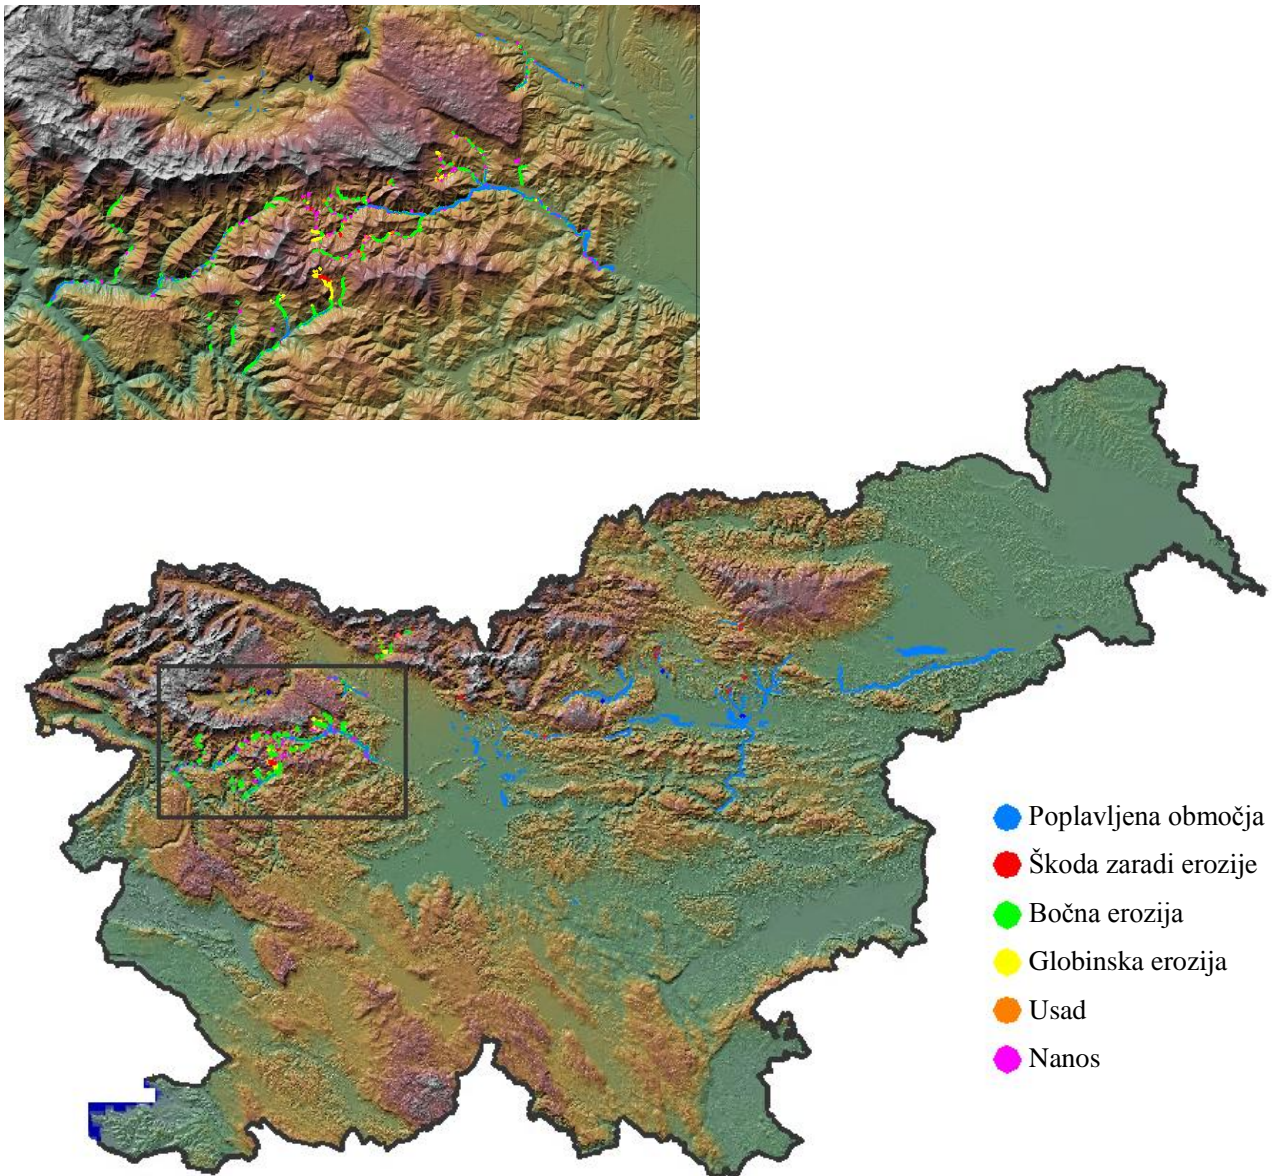 Poplavljena območja
Škoda zaradi erozije
Bočna erozija
Globinska erozija
Usad
Nanos